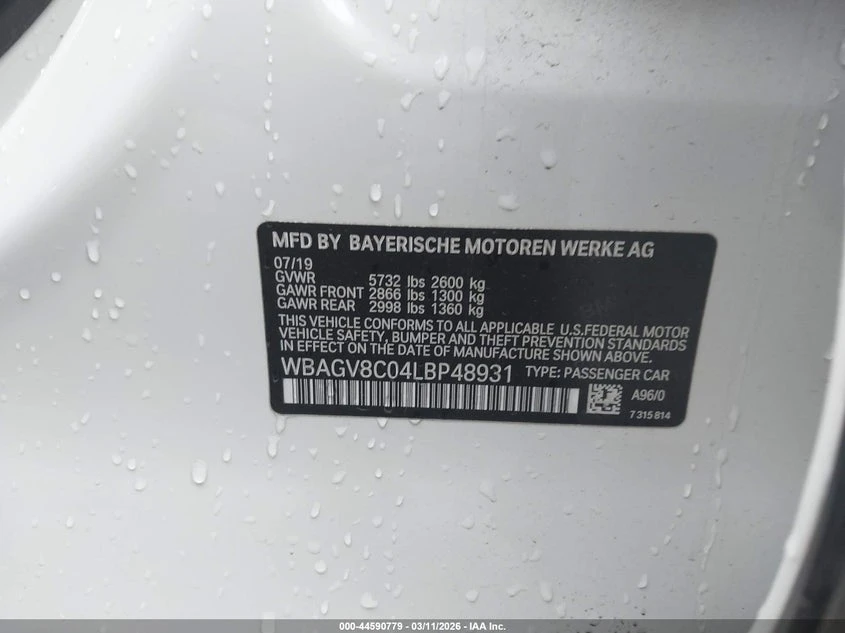 MFD BY BAYERISCHE MOTOREN WERKE AG
07/19
GVWR 5732 lbs 2600 kg
GAWR FRONT 2866 lbs 1300 kg
GAWR REAR 2998 lbs 1360 kg
THIS VEHICLE CONFORMS TO ALL APPLICABLE U.S.FEDERAL MOTOR
VEHICLE SAFETY, BUMPER AND THEFT PREVENTION STANDARDS
IN EFFECT ON THE DATE OF MANUFACTURE SHOWN ABOVE.
WBAGV8C04LBP48931 TYPE: PASSENGER CAR
A96/0
7 315 814
000-44590779 - 03/11/2026 - IAA Inc.